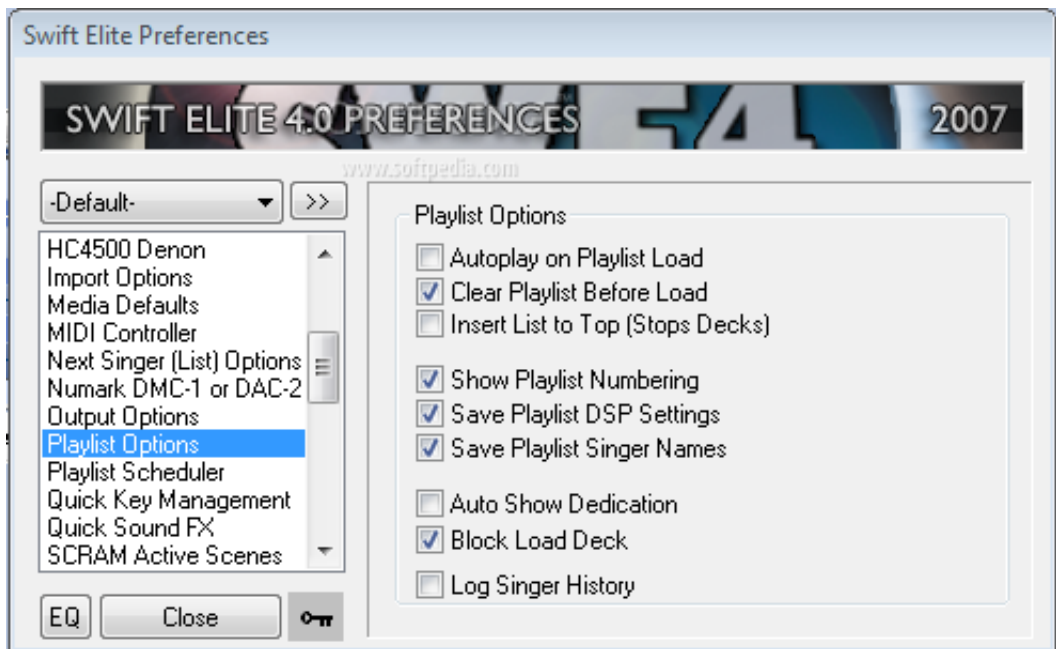 Swift Elite Preferences
SWIFT ELITE 4.0 PREFERENCES
2007
www.softpedia.com
-Default-
>>
HC4500 Denon
Import Options
Media Defaults
MIDI Controller
Next Singer (List) Options
Numark DMC-1 or DAC-2
Output Options
Playlist Options
Playlist Scheduler
Quick Key Management
Quick Sound FX
SCRAM Active Scenes
EQ
Close
Playlist Options
Autoplay on Playlist Load
Clear Playlist Before Load
Insert List to Top (Stops Decks)
Show Playlist Numbering
Save Playlist DSP Settings
Save Playlist Singer Names
Auto Show Dedication
Block Load Deck
Log Singer History